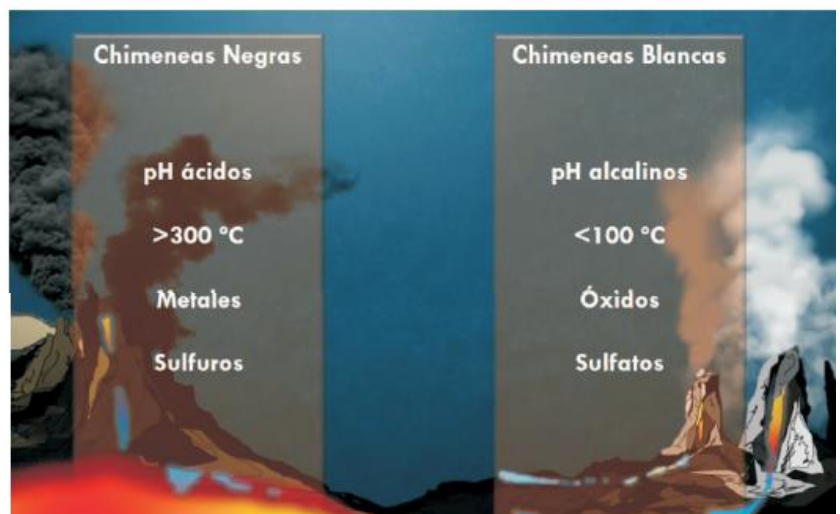 Chimeneas Negras
pH ácidos
>300 °C
Metales
Sulfuros
Chimeneas Blancas
pH alcalinos
<100 °C
Óxidos
Sulfatos